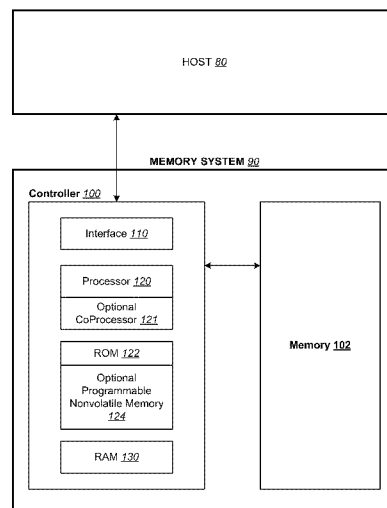 HOST 80
MEMORY SYSTEM 90
Controller 100
Interface 110
Processor 120
Optional
CoProcessor 121
ROM 122
Optional
Programmable
Nonvolatile Memory
124
RAM 130
Memory 102